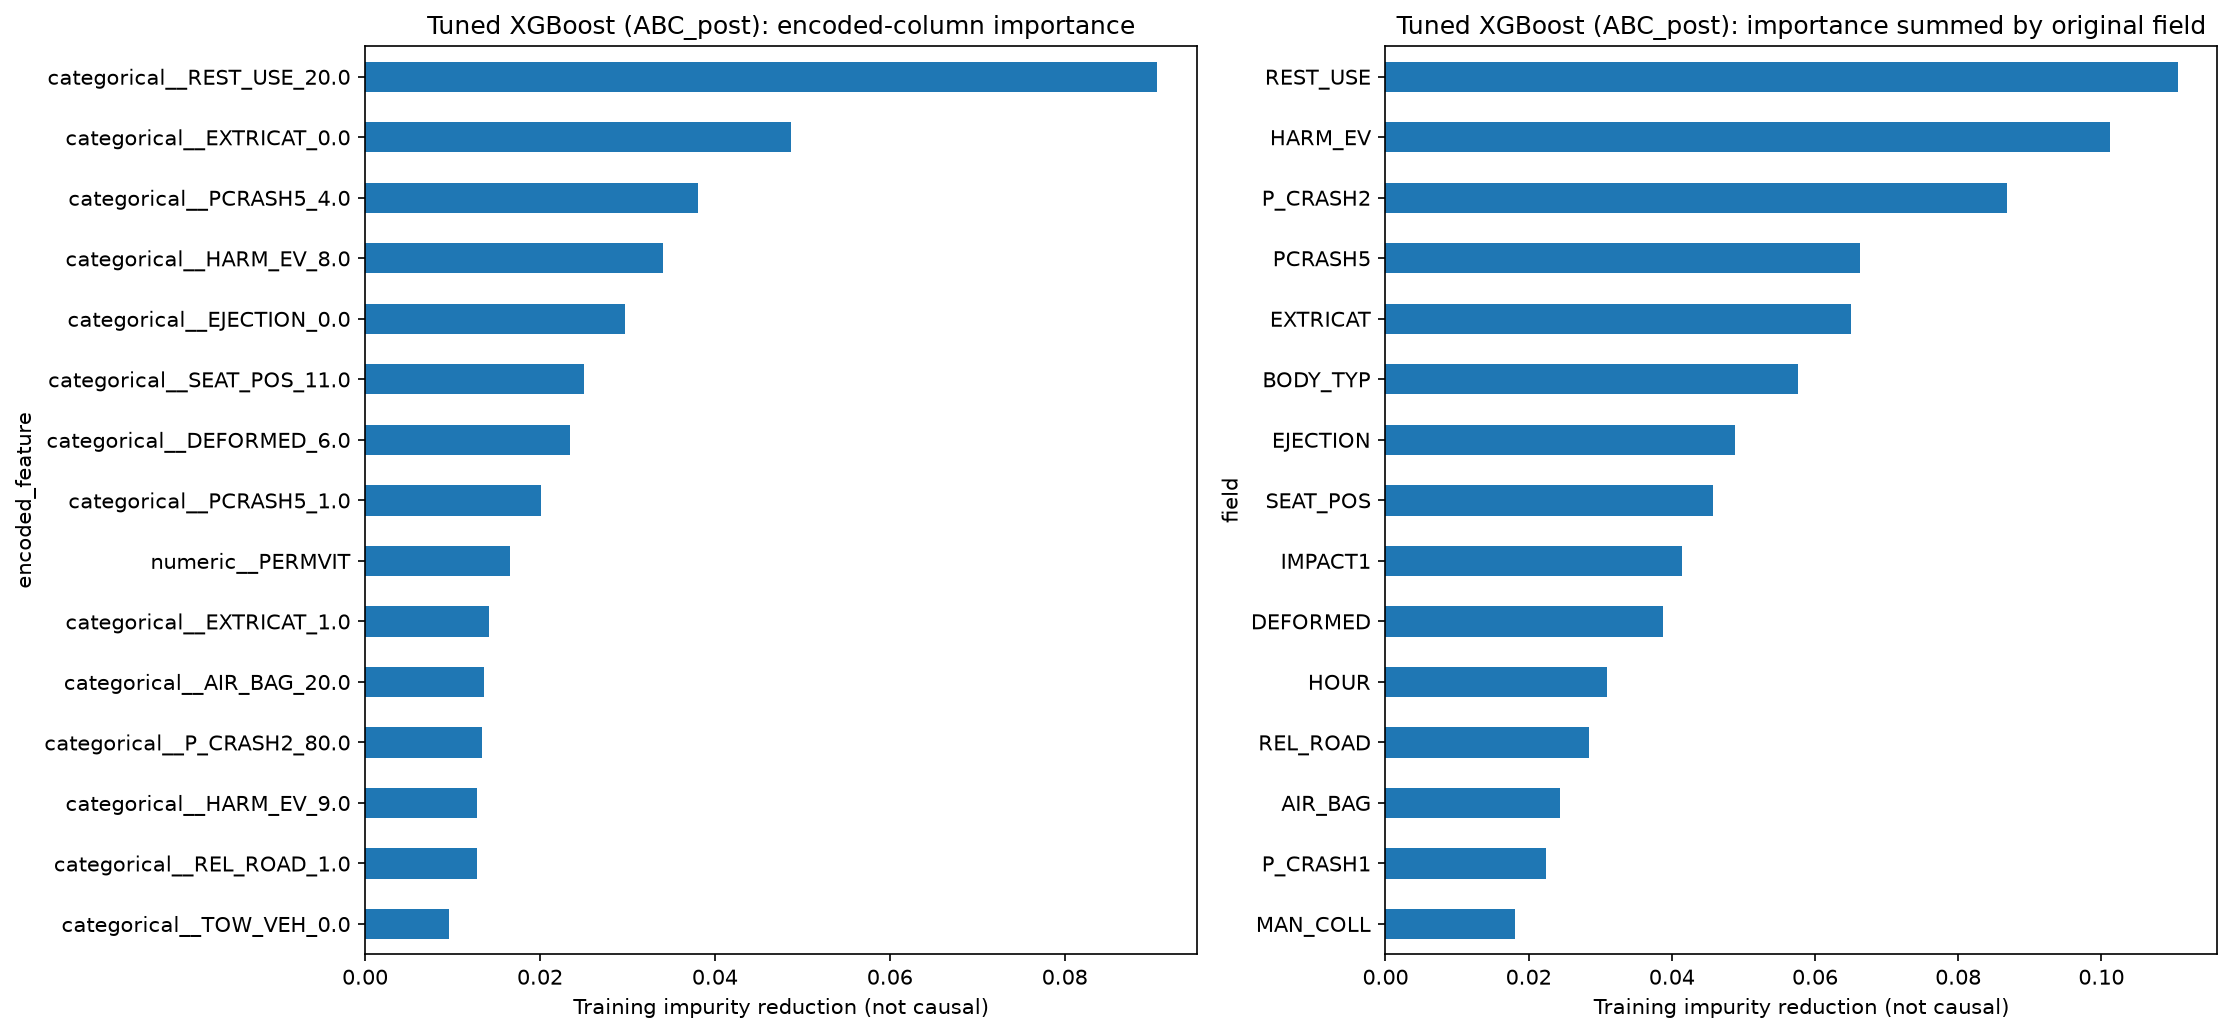 Tuned XGBoost (ABC_post): encoded-column importance
encoded_feature
categorical__REST_USE_20.0
categorical__EXTRICAT_0.0
categorical__PCRASH5_4.0
categorical__HARM_EV_8.0
categorical__EJECTION_0.0
categorical__SEAT_POS_11.0
categorical__DEFORMED_6.0
categorical__PCRASH5_1.0
numeric__PERMVIT
categorical__EXTRICAT_1.0
categorical__AIR_BAG_20.0
categorical__P_CRASH2_80.0
categorical__HARM_EV_9.0
categorical__REL_ROAD_1.0
categorical__TOW_VEH_0.0
0.00 0.02 0.04 0.06 0.08
Training impurity reduction (not causal)
Tuned XGBoost (ABC_post): importance summed by original field
field
REST_USE
HARM_EV
P_CRASH2
PCRASH5
EXTRICAT
BODY_TYP
EJECTION
SEAT_POS
IMPACT1
DEFORMED
HOUR
REL_ROAD
AIR_BAG
P_CRASH1
MAN_COLL
0.00 0.02 0.04 0.06 0.08 0.10
Training impurity reduction (not causal)